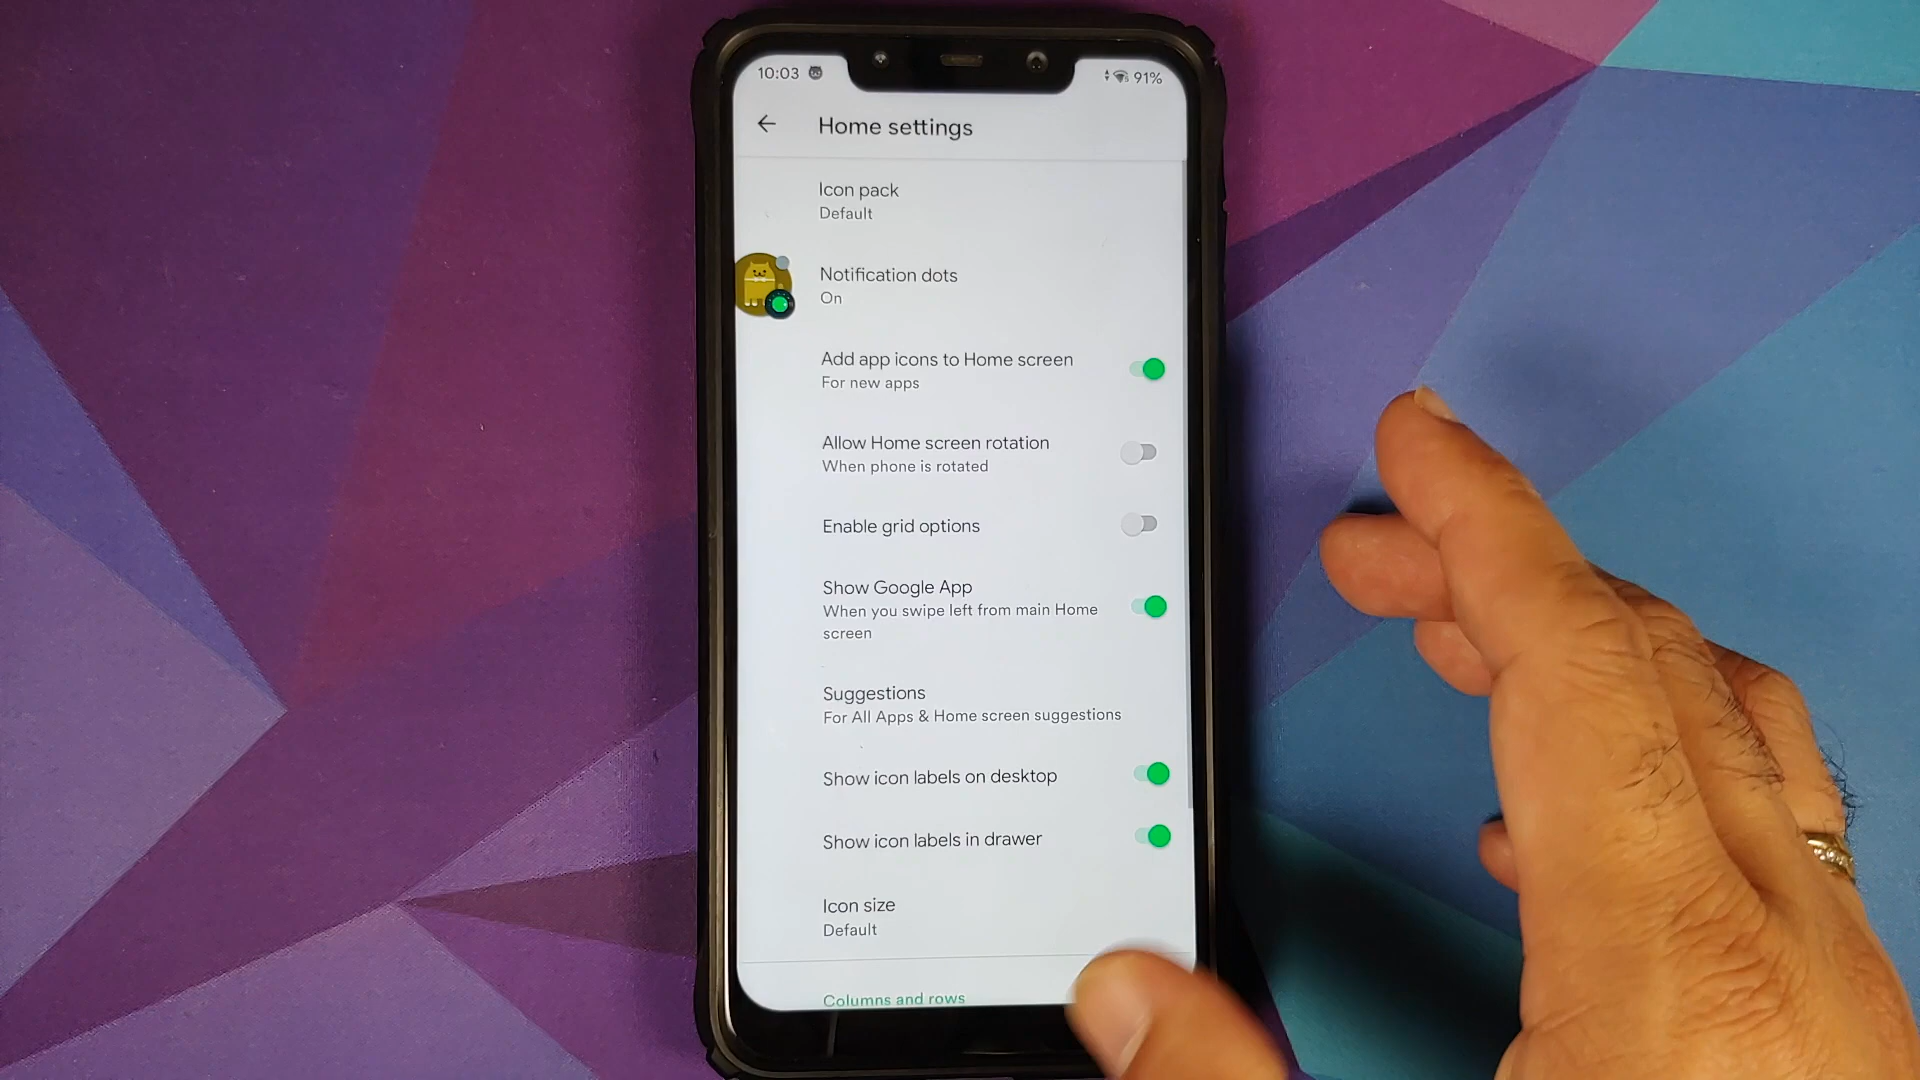 10:03
91%
Home settings
Icon pack
Default
Notification dots
On
Add app icons to Home screen
For new apps
Allow Home screen rotation
When phone is rotated
Enable grid options
Show Google App
When you swipe left from main Home
screen
Suggestions
For All Apps & Home screen suggestions
Show icon labels on desktop
Show icon labels in drawer
Icon size
Default
Columns and rows